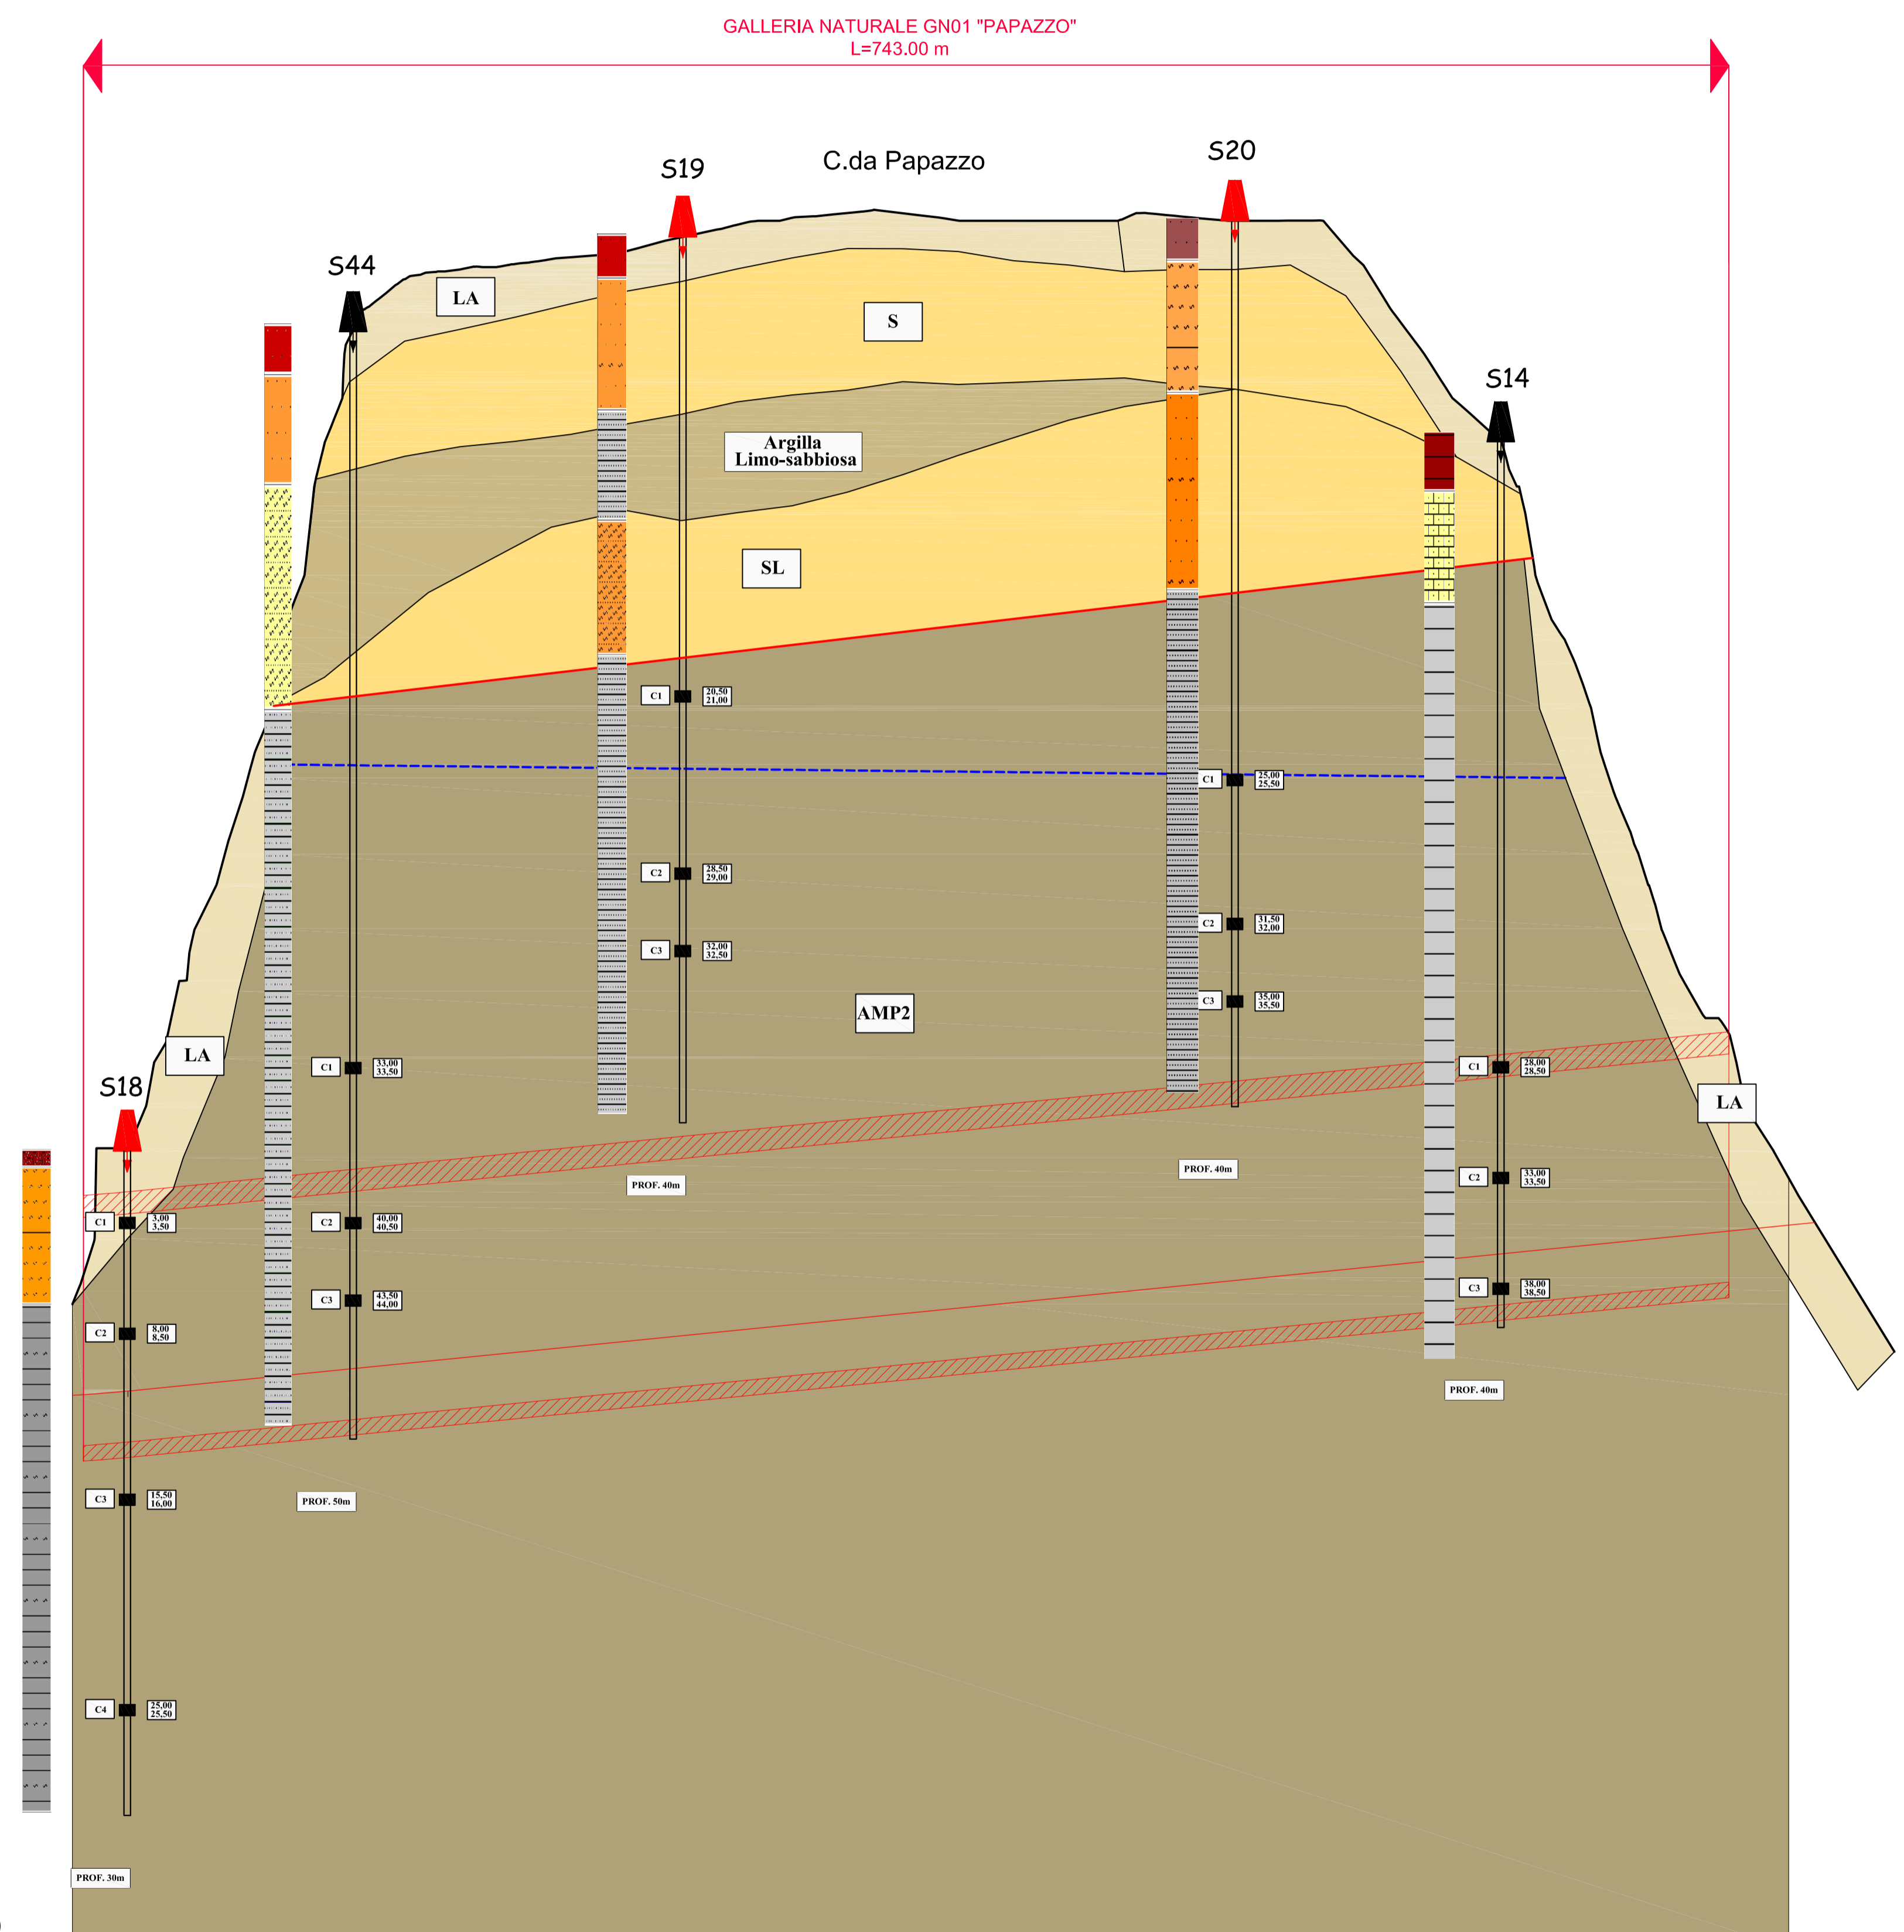 GALLERIA NATURALE GN01 "PAPAZZO"
L=743.00 m
C.da Papazzo
S20
S19
S44
LA
S
S14
Argilla
Limo-sabbiosa
SL
C1
20,50
21,00
C1
25,00
25,50
C2
28,50
29,00
C2
31,50
32,00
C3
32,00
32,50
C3
35,00
35,50
AMP2
LA
C1
33,00
33,50
C1
28,00
28,50
S18
LA
PROF. 40m
PROF. 40m
C2
33,00
33,50
C1
3,00
3,50
C2
40,00
40,50
C3
43,50
44,00
C3
38,00
38,50
C2
8,00
8,50
PROF. 40m
C3
15,50
16,00
PROF. 50m
C4
25,00
25,50
PROF. 30m